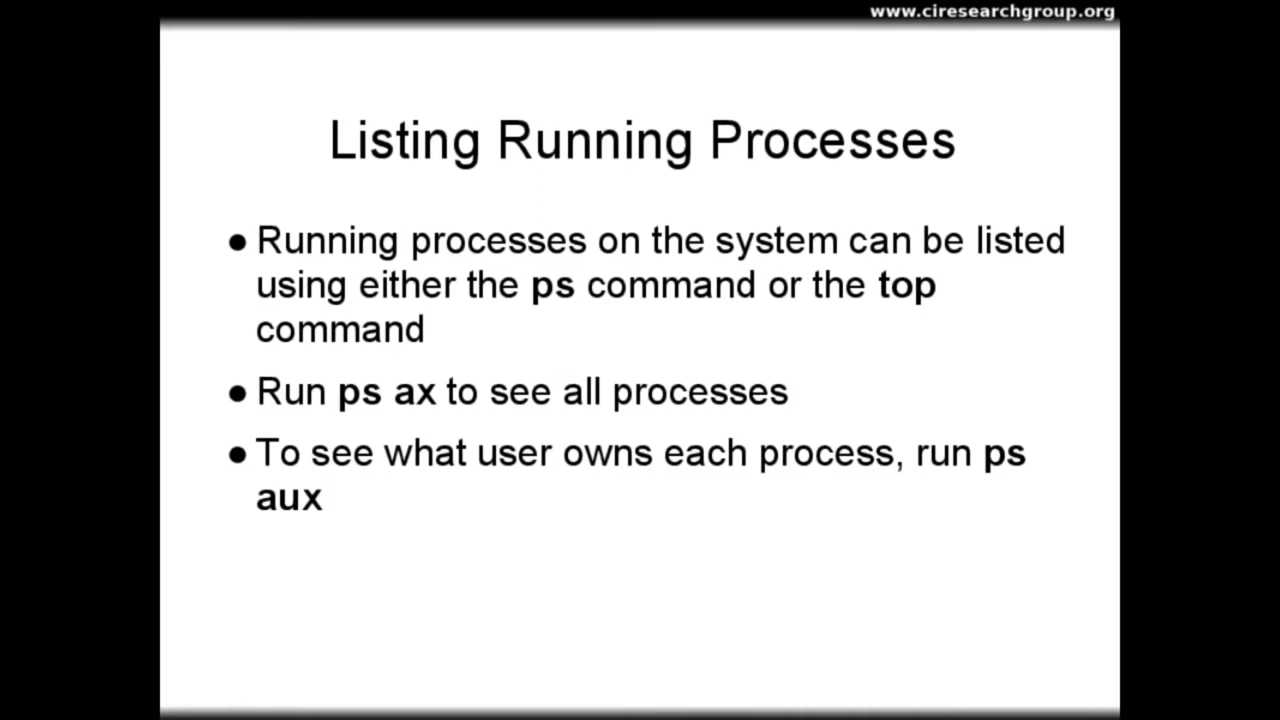 www.ciresearchgroup.org
Listing Running Processes
● Running processes on the system can be listed
using either the ps command or the top
command
● Run ps ax to see all processes
● To see what user owns each process, run ps
aux